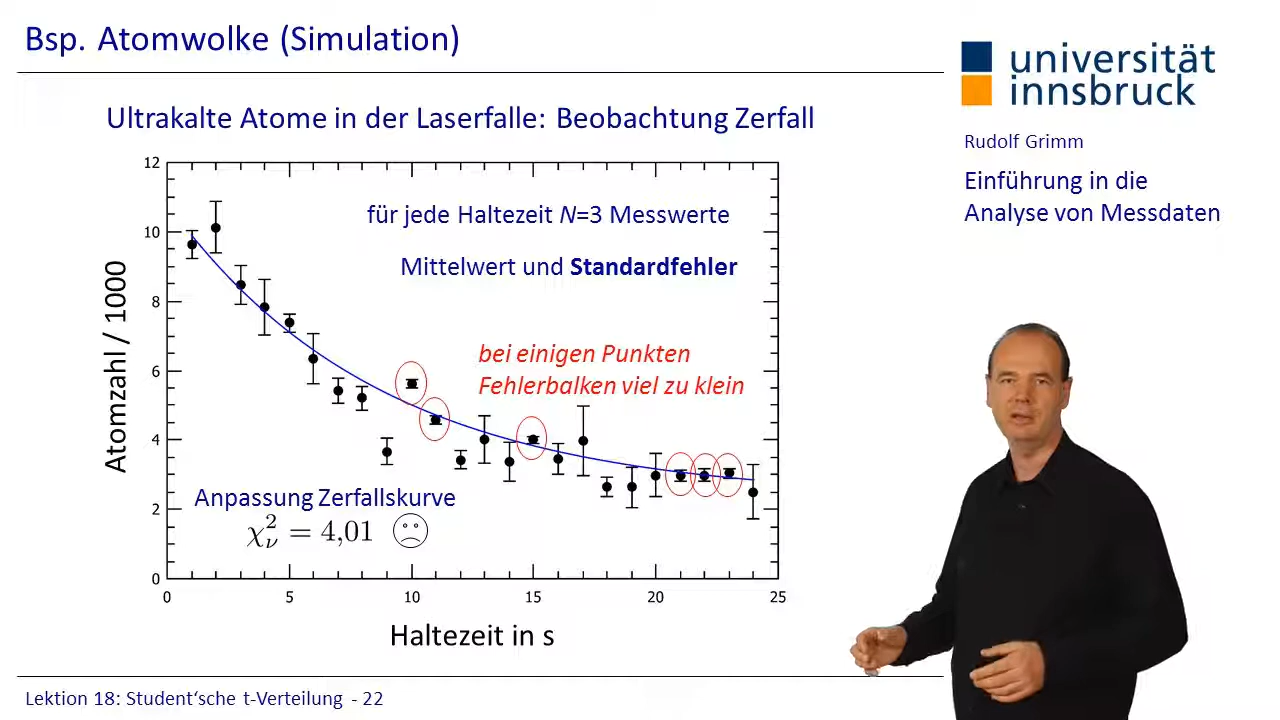 Bsp. Atomwolke (Simulation)
universität
innsbruck
Rudolf Grimm
Einführung in die
Analyse von Messdaten
Ultrakalte Atome in der Laserfalle: Beobachtung Zerfall
für jede Haltezeit N=3 Messwerte
Mittelwert und Standardfehler
bei einigen Punkten
Fehlerbalken viel zu klein
Anpassung Zerfallskurve
χ²ᵥ = 4,01
Atomzahl / 1000
12
10
8
6
4
2
0
0 5 10 15 20 25
Haltezeit in s
Lektion 18: Student‘sche t-Verteilung - 22